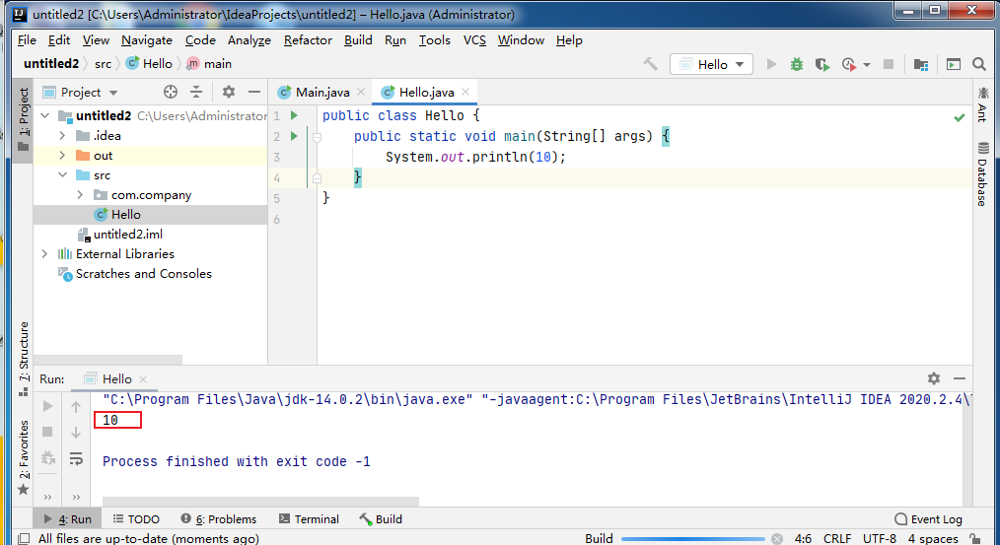 untitled2 [C:\Users\Administrator\IdeaProjects\untitled2] – Hello.java (Administrator)
File Edit View Navigate Code Analyze Refactor Build Run Tools VCS Window Help
untitled2 src Hello main Hello
Project Main.java Hello.java
1: Project
untitled2 C:\Users\Administrator
.idea
out
src
com.company
Hello
untitled2.iml
External Libraries
Scratches and Consoles
1 public class Hello {
2 public static void main(String[] args) {
3 System.out.println(10);
4 }
5 }
6
Ant
Database
7: Structure
2: Favorites
Run: Hello
"C:\Program Files\Java\jdk-14.0.2\bin\java.exe" "-javaagent:C:\Program Files\JetBrains\IntelliJ IDEA 2020.2.4\
10
Process finished with exit code -1
4: Run TODO 6: Problems Terminal Build Event Log
All files are up-to-date (moments ago) Build 4:6 CRLF UTF-8 4 spaces